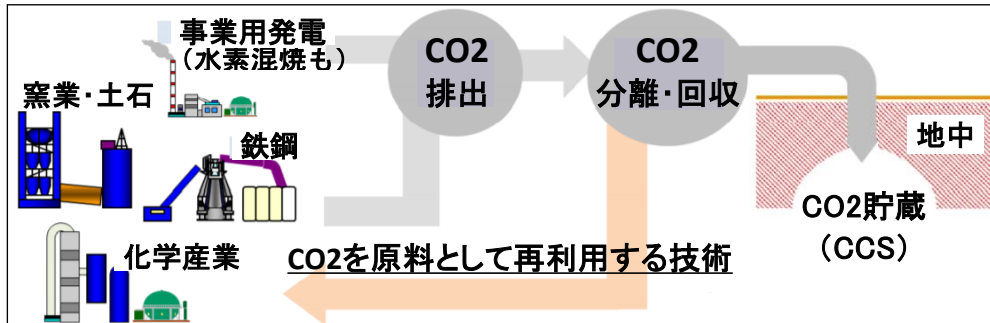 事業用発電
（水素混焼も）
窯業・土石
鉄鋼
化学産業
CO2
排出
CO2
分離・回収
地中
CO2貯蔵
（CCS）
CO2を原料として再利用する技術